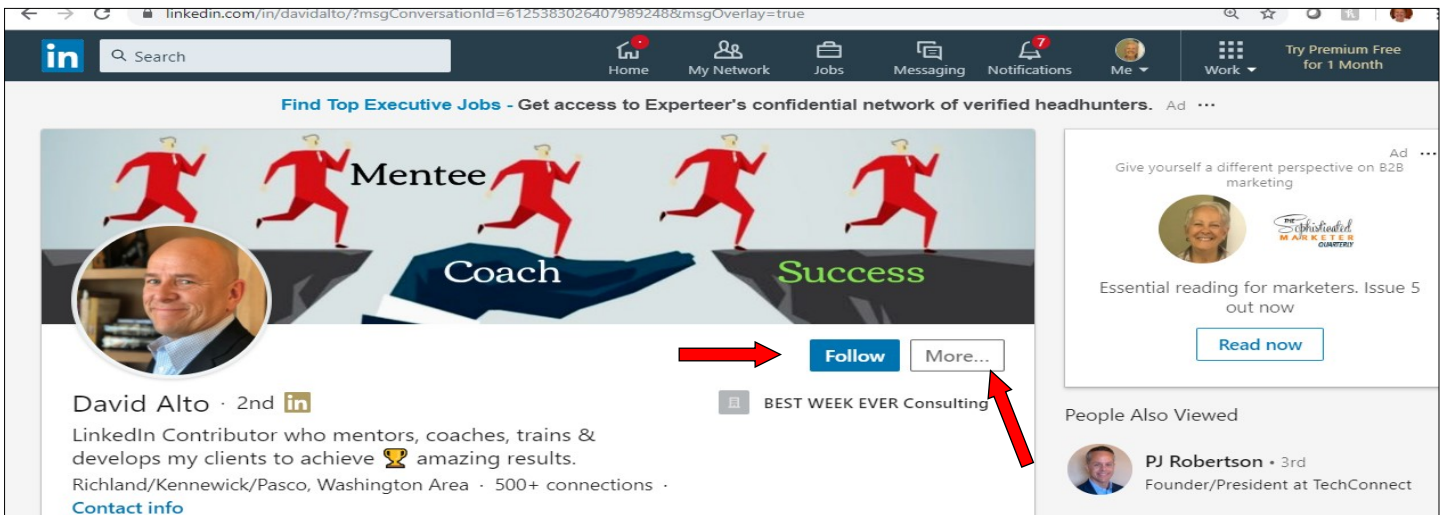 linkedin.com/in/davidalto/?msgConversationId=6125383026407989248&msgOverlay=true
in
Search
Home
My Network
Jobs
Messaging
7
Notifications
Me
Work
Try Premium Free
for 1 Month
Find Top Executive Jobs - Get access to Experteer's confidential network of verified headhunters. Ad ...
Mentee
Coach
Success
Follow
More...
David Alto · 2nd in
BEST WEEK EVER Consulting
LinkedIn Contributor who mentors, coaches, trains &
develops my clients to achieve 🏆 amazing results.
Richland/Kennewick/Pasco, Washington Area · 500+ connections ·
Contact info
Ad ...
Give yourself a different perspective on B2B
marketing
THE
Sophisticated
MARKETER
QUARTERLY
Essential reading for marketers. Issue 5
out now
Read now
People Also Viewed
PJ Robertson • 3rd
Founder/President at TechConnect